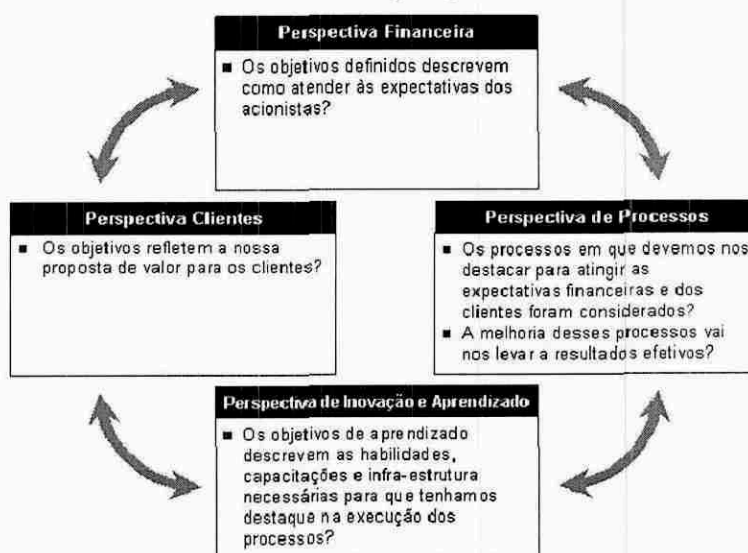 Perspectiva Financeira
■ Os objetivos definidos descrevem
como atender às expectativas dos
acionistas?
Perspectiva Clientes
■ Os objetivos refletem a nossa
proposta de valor para os clientes?
Perspectiva de Processos
■ Os processos em que devemos nos
destacar para atingir as
expectativas financeiras e dos
clientes foram considerados?
■ A melhoria desses processos vai
nos levar a resultados efetivos?
Perspectiva de Inovação e Aprendizado
■ Os objetivos de aprendizado
descrevem as habilidades,
capacitações e infra-estrutura
necessárias para que tenhamos
destaque na execução dos
processos?